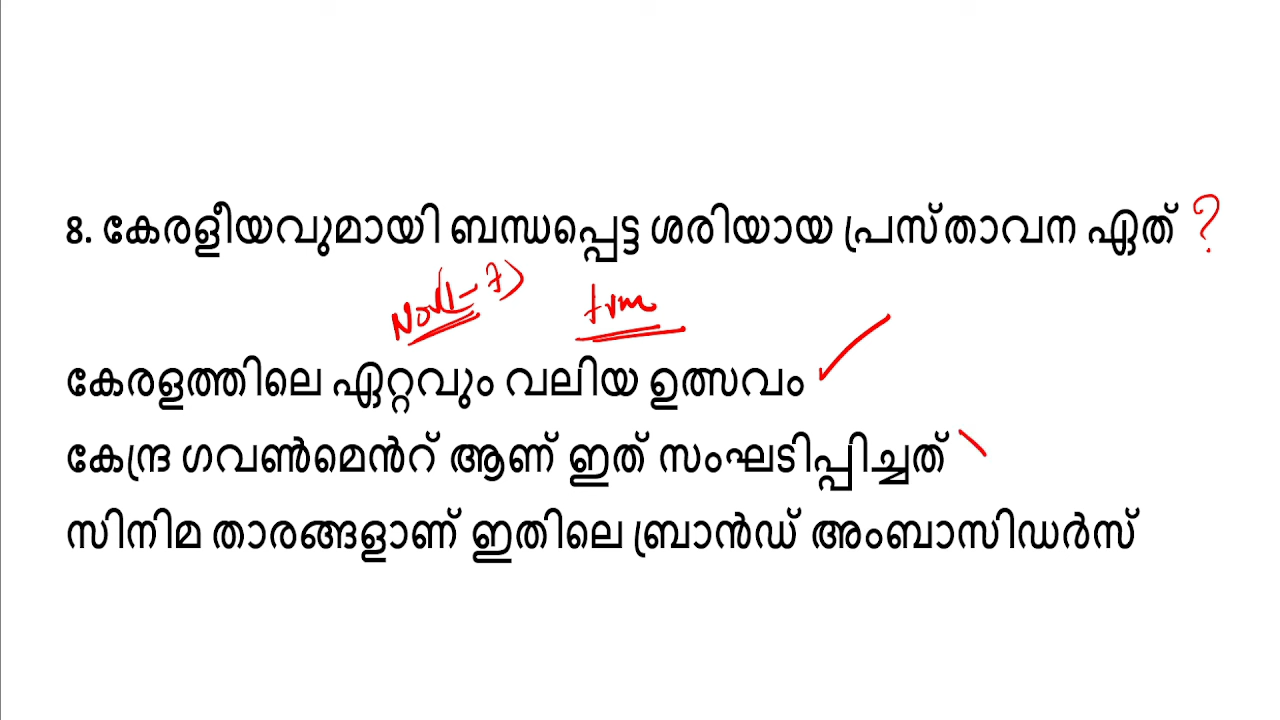 8. കേരളീയവുമായി ബന്ധപ്പെട്ട ശരിയായ പ്രസ്താവന ഏത് ?
Nov(1-7) trm
കേരളത്തിലെ ഏറ്റവും വലിയ ഉത്സവം
കേന്ദ്ര ഗവൺമെൻറ് ആണ് ഇത് സംഘടിപ്പിച്ചത്
സിനിമ താരങ്ങളാണ് ഇതിലെ ബ്രാൻഡ് അംബാസിഡർസ്